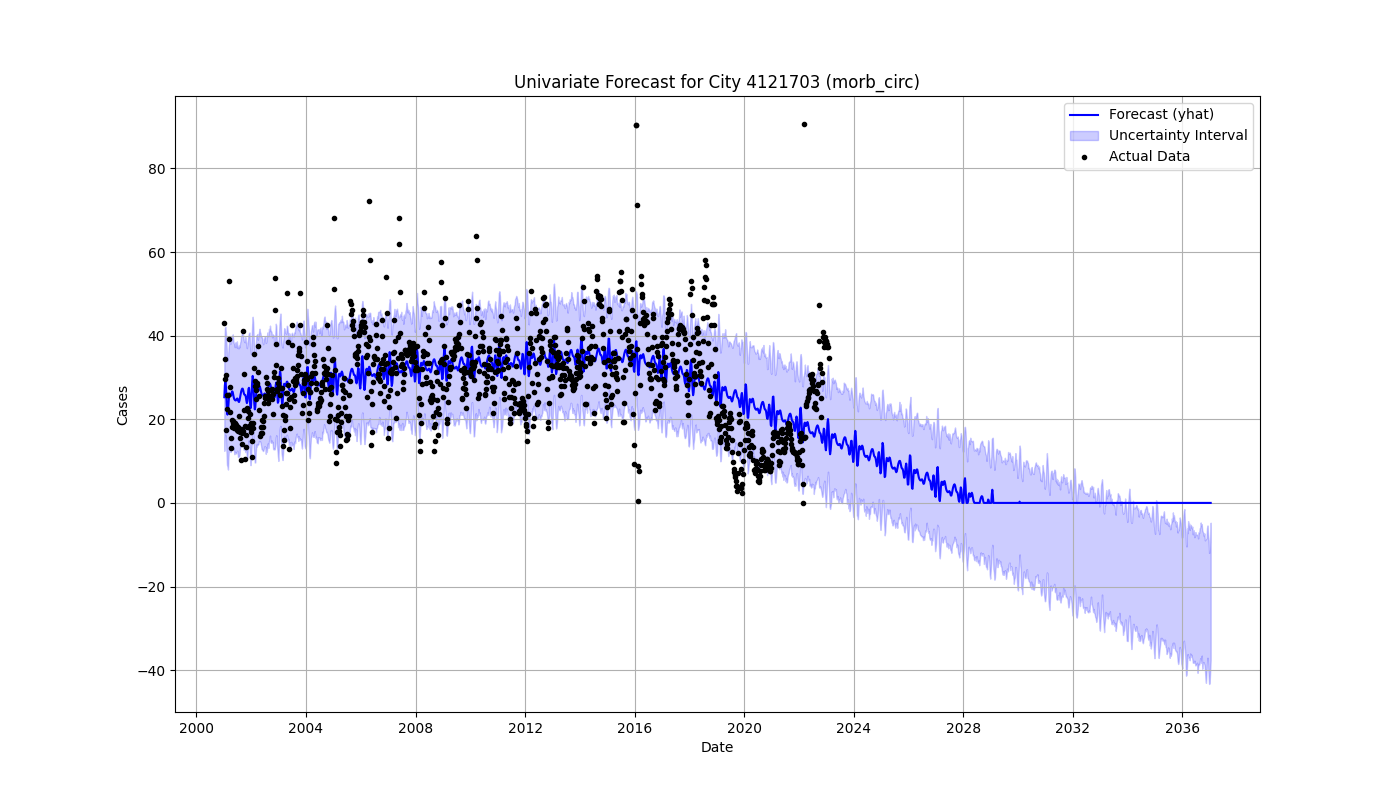 Univariate Forecast for City 4121703 (morb_circ)
Forecast (yhat)
Uncertainty Interval
Actual Data
Cases
80
60
40
20
0
−20
−40
2000 2004 2008 2012 2016 2020 2024 2028 2032 2036
Date